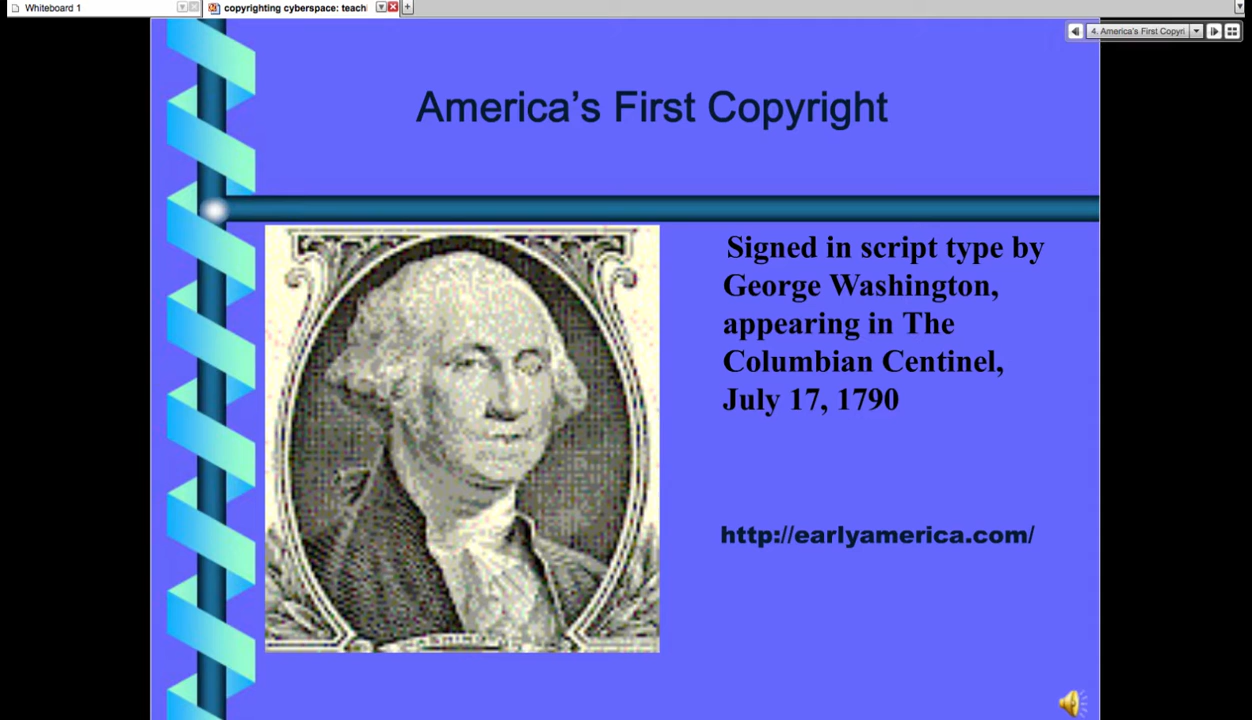 Whiteboard 1
copyrighting cyberspace: teach
4. America's First Copyri
America's First Copyright
Signed in script type by
George Washington,
appearing in The
Columbian Centinel,
July 17, 1790
http://earlyamerica.com/